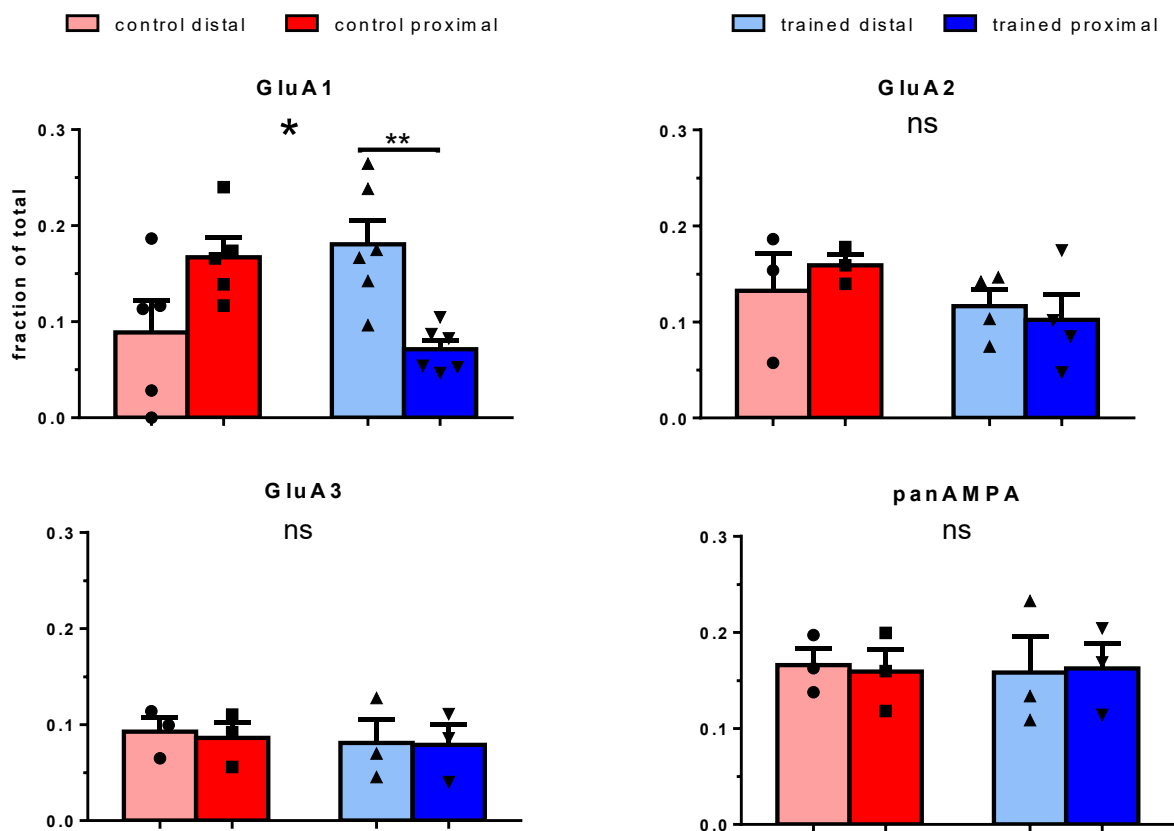 control distal control proximal trained distal trained proximal
GluA1
*
**
fraction of total
0.3
0.2
0.1
0.0
GluA2
ns
0.3
0.2
0.1
0.0
GluA3
ns
0.3
0.2
0.1
0.0
panAMPA
ns
0.3
0.2
0.1
0.0